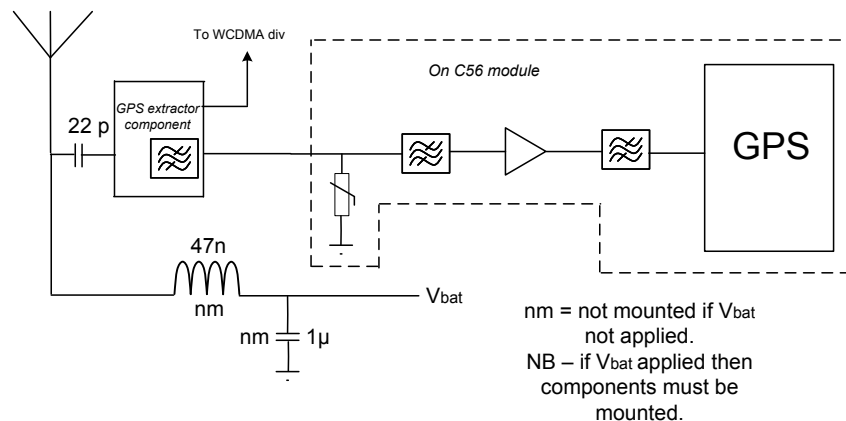 To WCDMA div
On C56 module
GPS extractor
component
22 p
GPS
47n
nm
Vbat
nm
1µ
nm = not mounted if Vbat
not applied.
NB – if Vbat applied then
components must be
mounted.